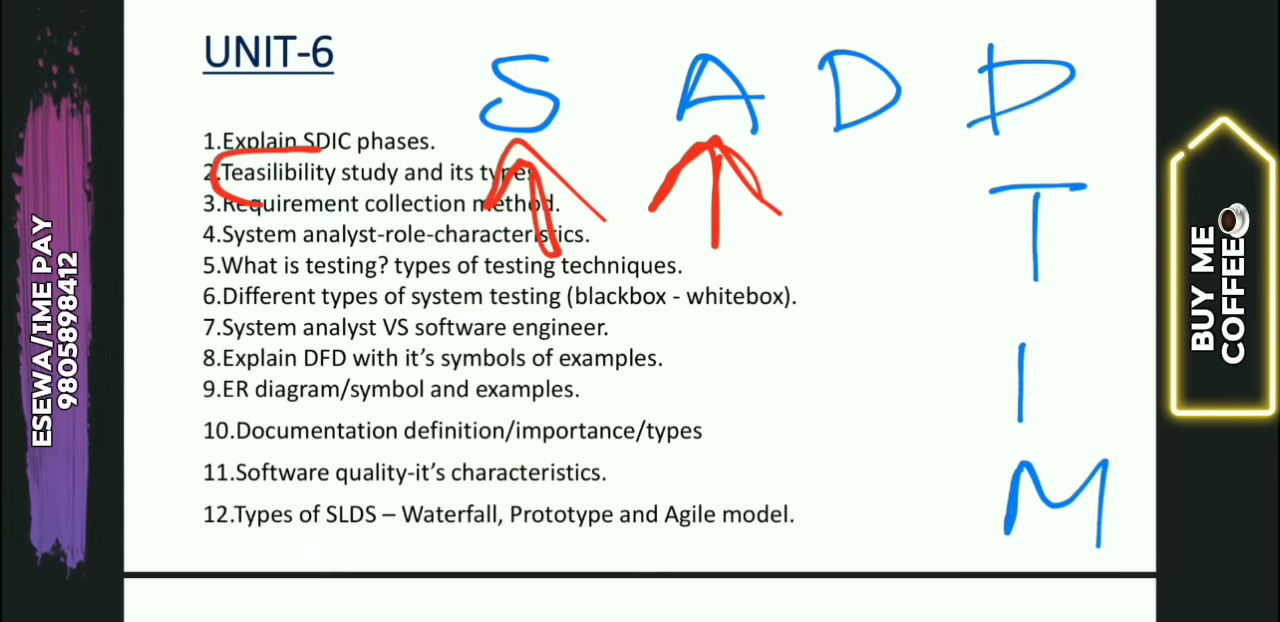 UNIT-6
S A D D
T
I
M
1.Explain SDIC phases.
2.Teasilibility study and its types
3.Requirement collection method.
4.System analyst-role-characteristics.
5.What is testing? types of testing techniques.
6.Different types of system testing (blackbox - whitebox).
7.System analyst VS software engineer.
8.Explain DFD with it’s symbols of examples.
9.ER diagram/symbol and examples.
10.Documentation definition/importance/types
11.Software quality-it’s characteristics.
12.Types of SLDS – Waterfall, Prototype and Agile model.
ESEWA/IME PAY
9805898412
BUY ME
COFFEE